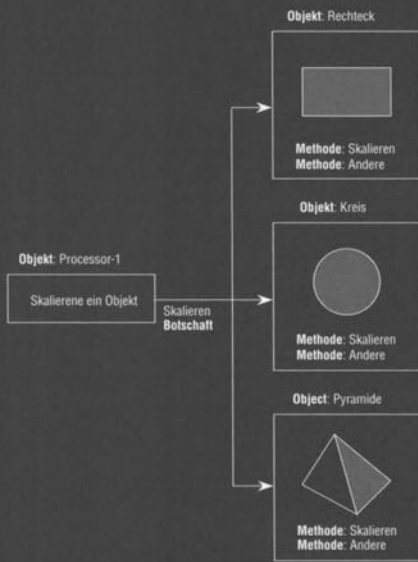 Objekt: Rechteck
Methode: Skalieren
Methode: Andere
Objekt: Kreis
Objekt: Processor-1
Skalierene ein Objekt
Skalieren
Botschaft
Methode: Skalieren
Methode: Andere
Object: Pyramide
Methode: Skalieren
Methode: Andere